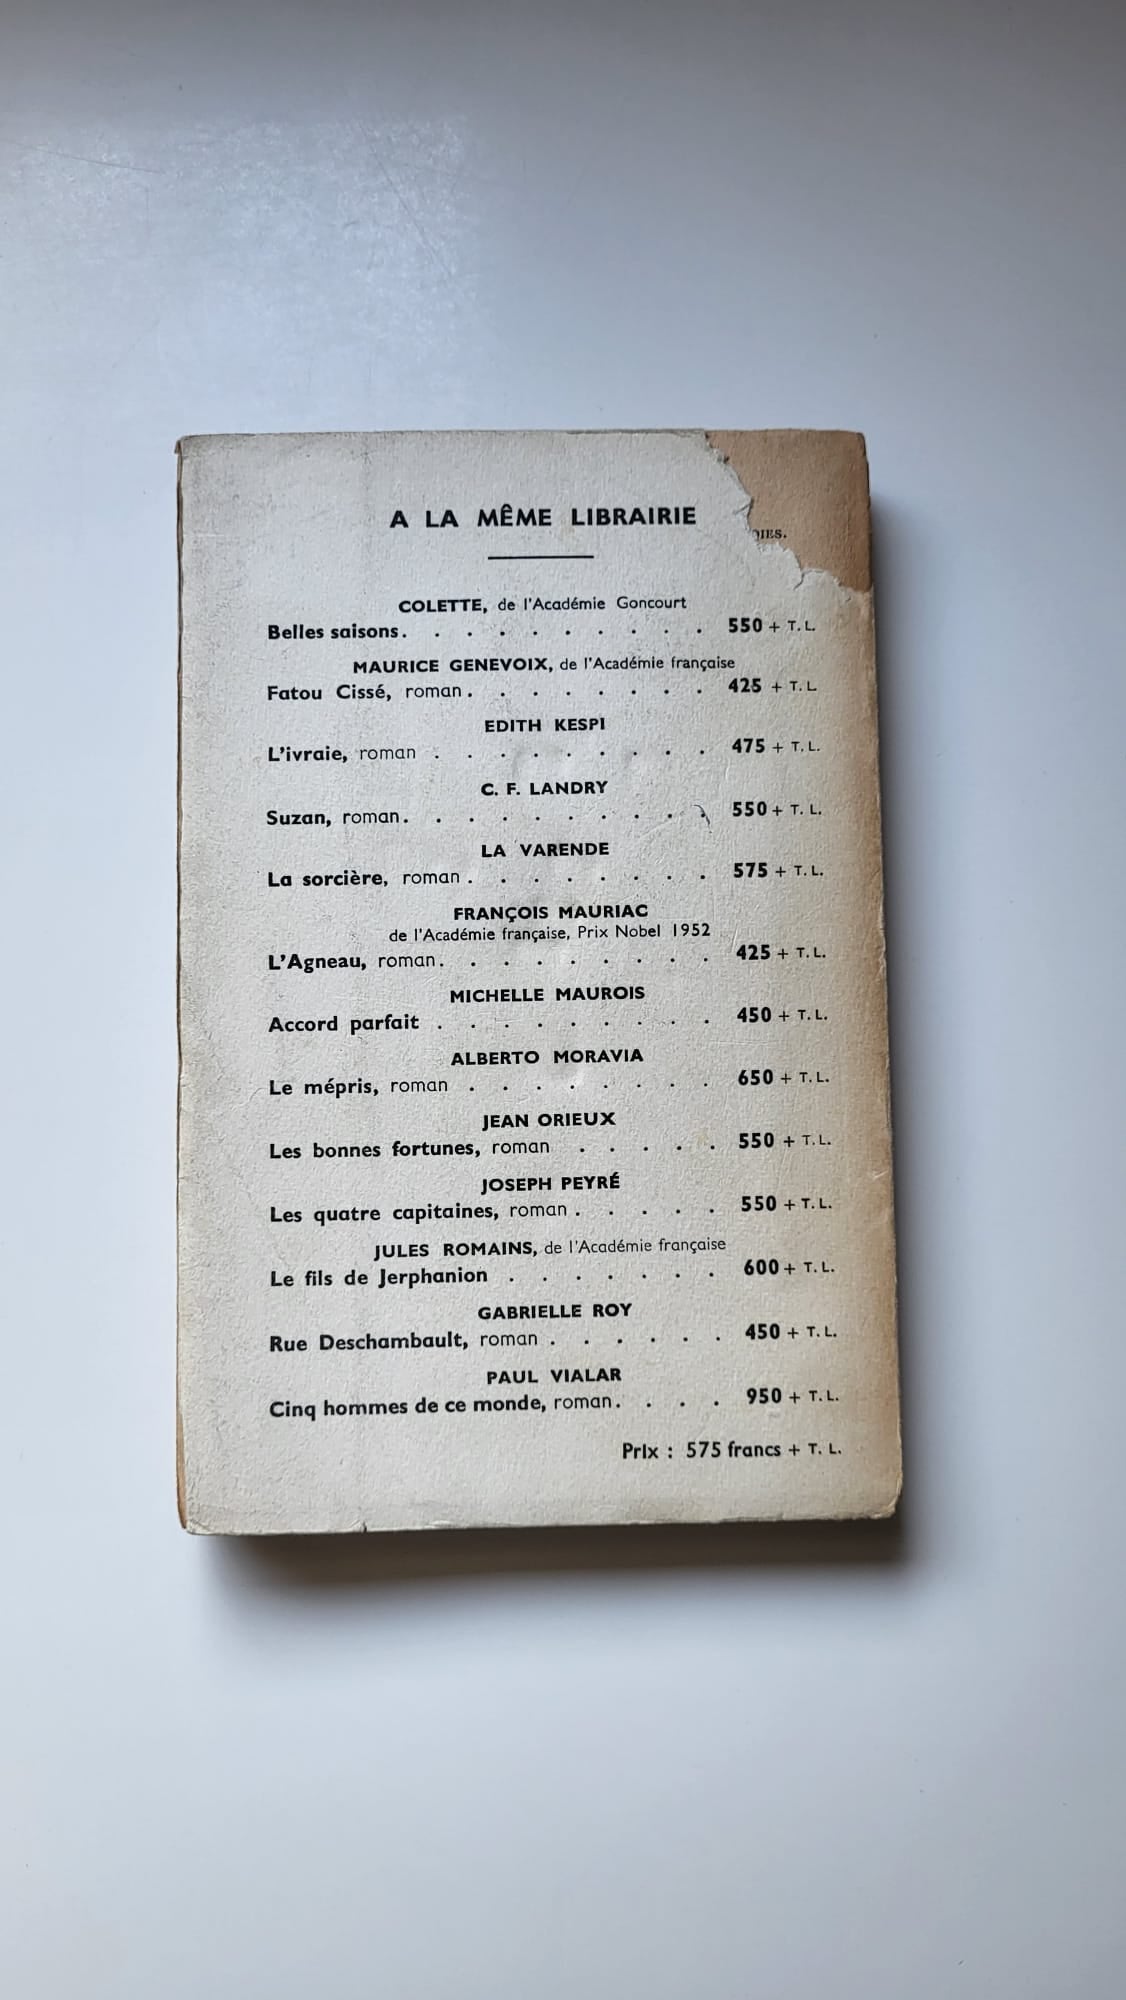 A LA MÊME LIBRAIRIE
COLETTE, de l'Académie Goncourt
Belles saisons. . . . . . . . . . 550 + T. L.
MAURICE GENEVOIX, de l'Académie française
Fatou Cissé, roman. . . . . . . . 425 + T. L
EDITH KESPI
L'ivraie, roman . . . . . . . . . 475 + T. L.
C. F. LANDRY
Suzan, roman. . . . . . . . . . 550 + T. L.
LA VARENDE
La sorcière, roman . . . . . . . . 575 + T. L.
FRANÇOIS MAURIAC
de l'Académie française, Prix Nobel 1952
L'Agneau, roman. . . . . . . . . 425 + T. L.
MICHELLE MAUROIS
Accord parfait . . . . . . . . . 450 + T. L.
ALBERTO MORAVIA
Le mépris, roman . . . . . . . . 650 + T. L.
JEAN ORIEUX
Les bonnes fortunes, roman . . . . . 550 + T. L.
JOSEPH PEYRÉ
Les quatre capitaines, roman . . . . . 550 + T. L.
JULES ROMAINS, de l'Académie française
Le fils de Jerphanion . . . . . . . 600 + T. L.
GABRIELLE ROY
Rue Deschambault, roman . . . . . . 450 + T. L.
PAUL VIALAR
Cinq hommes de ce monde, roman. . . . 950 + T. L.
Prix : 575 francs + T. L.